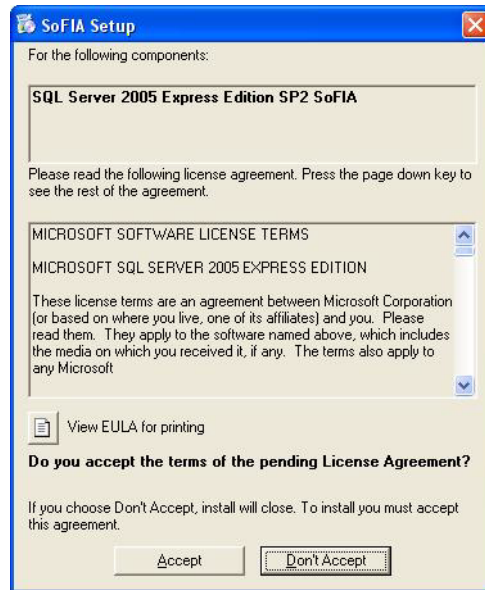 SoFIA Setup
For the following components:
SQL Server 2005 Express Edition SP2 SoFIA
Please read the following license agreement. Press the page down key to
see the rest of the agreement.
MICROSOFT SOFTWARE LICENSE TERMS
MICROSOFT SQL SERVER 2005 EXPRESS EDITION
These license terms are an agreement between Microsoft Corporation
(or based on where you live, one of its affiliates) and you.  Please
read them.  They apply to the software named above, which includes
the media on which you received it, if any.  The terms also apply to
any Microsoft
View EULA for printing
Do you accept the terms of the pending License Agreement?
If you choose Don't Accept, install will close. To install you must accept
this agreement.
Accept Don't Accept